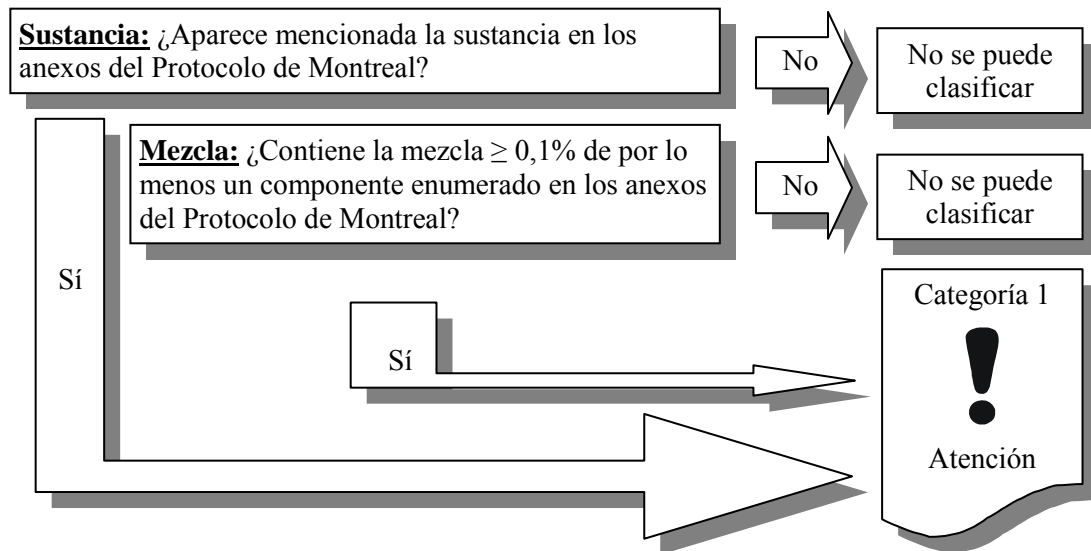 Sustancia: ¿Aparece mencionada la sustancia en los
anexos del Protocolo de Montreal?
No
No se puede
clasificar
Mezcla: ¿Contiene la mezcla ≥ 0,1% de por lo
menos un componente enumerado en los anexos
del Protocolo de Montreal?
No
No se puede
clasificar
Sí
Sí
Categoría 1
!
Atención